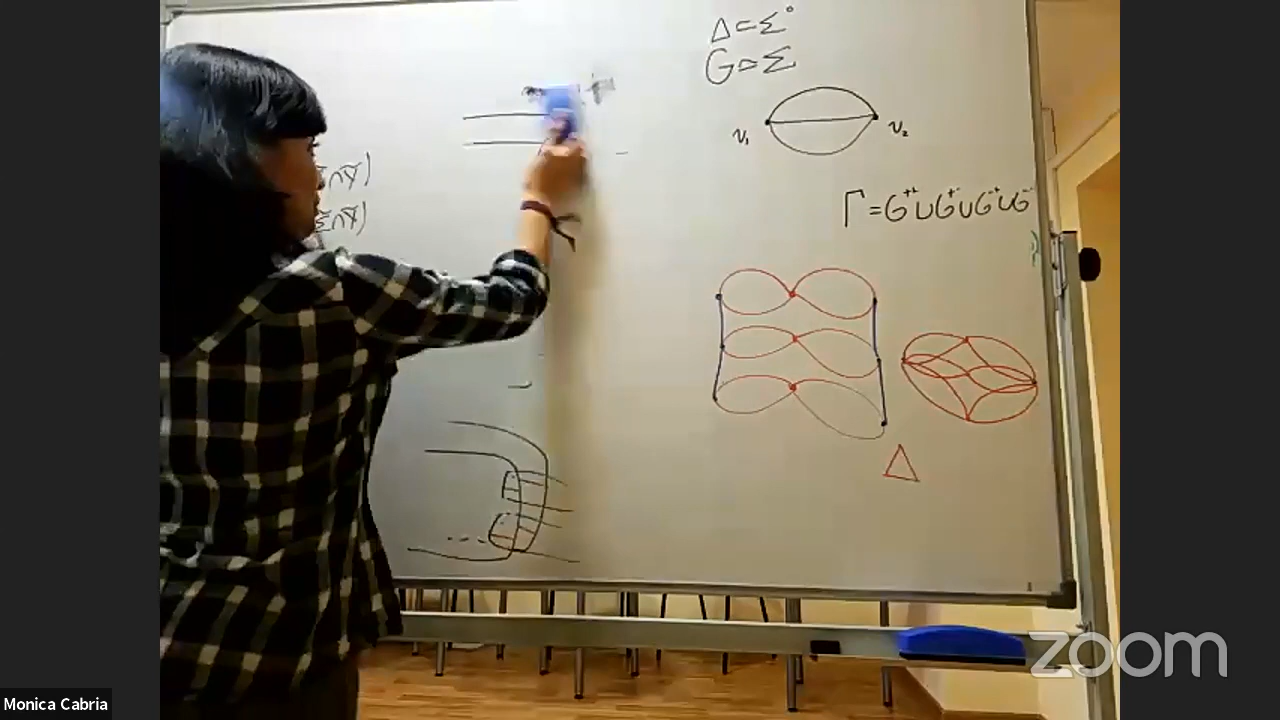 Δ ⊂ Σ°
G ⊃ Σ
v₁
v₂
∩Ỹ)
Σ∩Ỹ)
Γ = G⁺⁺∪G⁺⁻∪G⁻⁺∪G⁻⁻
Δ
zoom
Monica Cabria